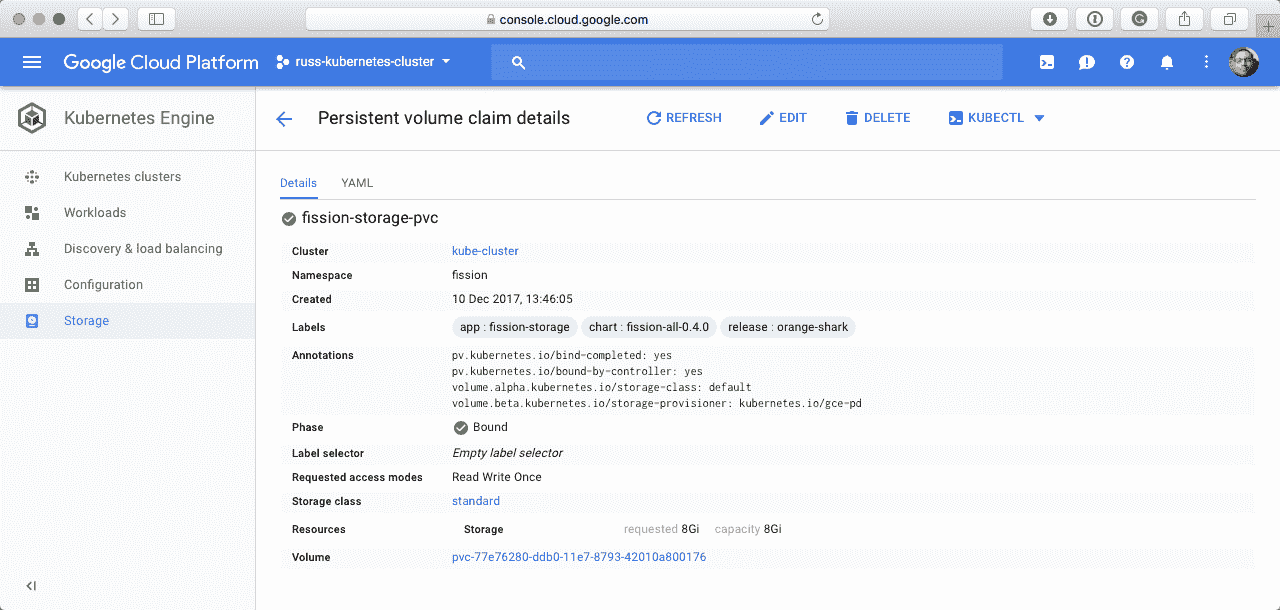 console.cloud.google.com
Google Cloud Platform
russ-kubernetes-cluster
Kubernetes Engine
Persistent volume claim details
REFRESH
EDIT
DELETE
KUBECTL
Kubernetes clusters
Workloads
Discovery & load balancing
Configuration
Storage
Details
YAML
fission-storage-pvc
Cluster kube-cluster
Namespace fission
Created 10 Dec 2017, 13:46:05
Labels app : fission-storage chart : fission-all-0.4.0 release : orange-shark
Annotations pv.kubernetes.io/bind-completed: yes
pv.kubernetes.io/bound-by-controller: yes
volume.alpha.kubernetes.io/storage-class: default
volume.beta.kubernetes.io/storage-provisioner: kubernetes.io/gce-pd
Phase Bound
Label selector Empty label selector
Requested access modes Read Write Once
Storage class standard
Resources Storage requested 8Gi capacity 8Gi
Volume pvc-77e76280-ddb0-11e7-8793-42010a800176